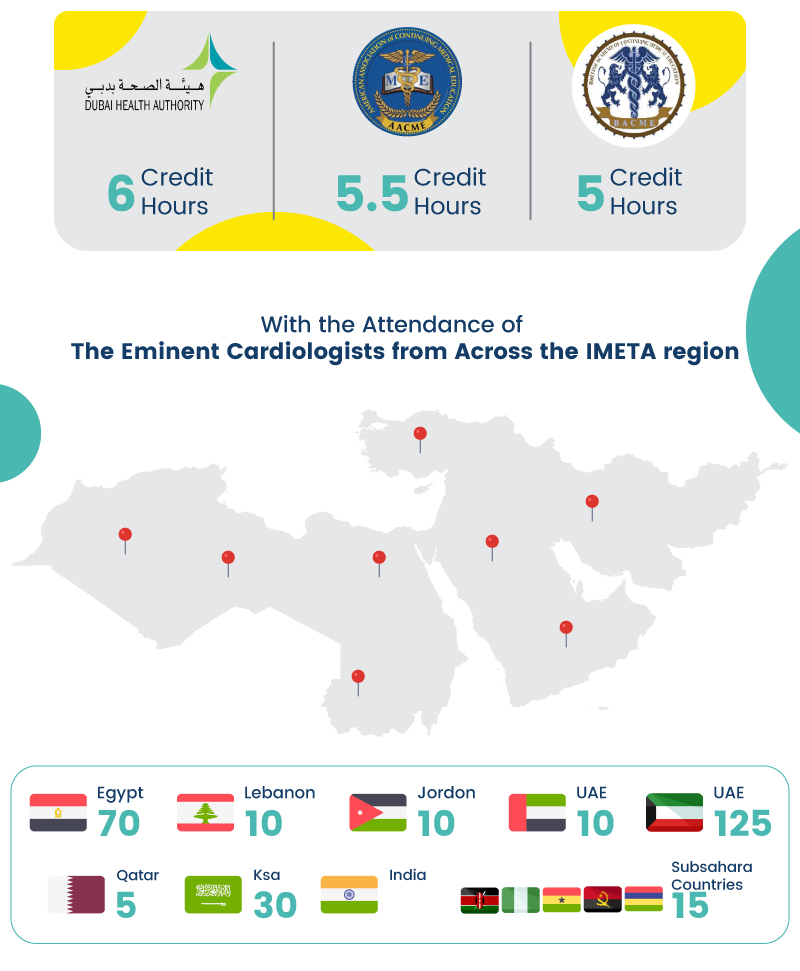 هيئة الصحة بدبي
DUBAI HEALTH AUTHORITY
6 Credit Hours
AMERICAN ASSOCIATION of CONTINUING MEDICAL EDUCATION
M E
AACME
5.5 Credit Hours
BRITISH ACADEMY OF CONTINUING MEDICAL EDUCATION
BACME
5 Credit Hours
With the Attendance of
The Eminent Cardiologists from Across the IMETA region
Egypt
70
Lebanon
10
Jordon
10
UAE
10
UAE
125
Qatar
5
Ksa
30
India
Subsahara
Countries
15